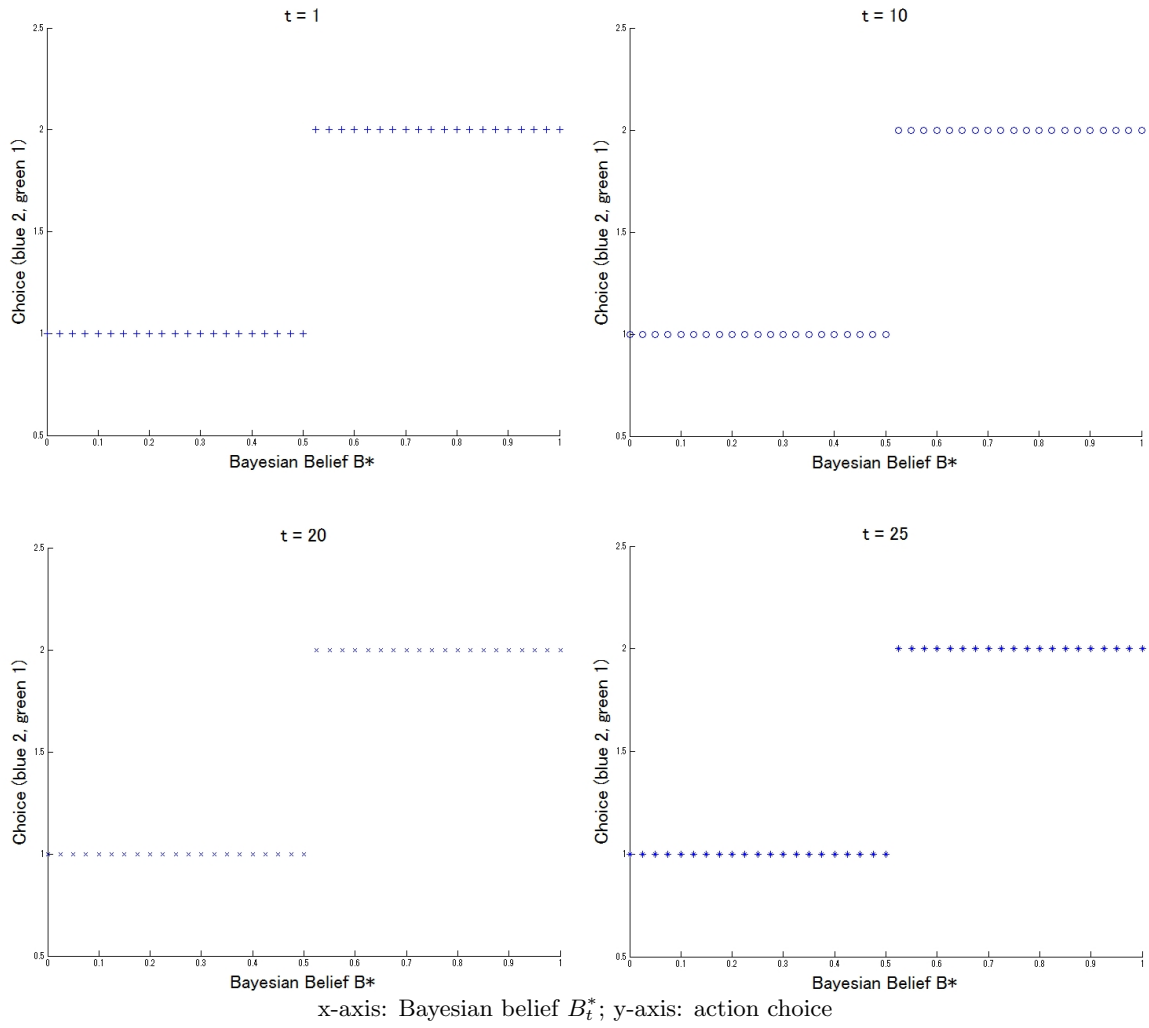 t = 1
2.5
2
1.5
1
0.5
Choice (blue 2, green 1)
0 0.1 0.2 0.3 0.4 0.5 0.6 0.7 0.8 0.9 1
Bayesian Belief B*
t = 10
2.5
2
1.5
1
0.5
Choice (blue 2, green 1)
0 0.1 0.2 0.3 0.4 0.5 0.6 0.7 0.8 0.9 1
Bayesian Belief B*
t = 20
2.5
2
1.5
1
0.5
Choice (blue 2, green 1)
0 0.1 0.2 0.3 0.4 0.5 0.6 0.7 0.8 0.9 1
Bayesian Belief B*
t = 25
2.5
2
1.5
1
0.5
Choice (blue 2, green 1)
0 0.1 0.2 0.3 0.4 0.5 0.6 0.7 0.8 0.9 1
Bayesian Belief B*
x-axis: Bayesian belief $B_t^*$; y-axis: action choice